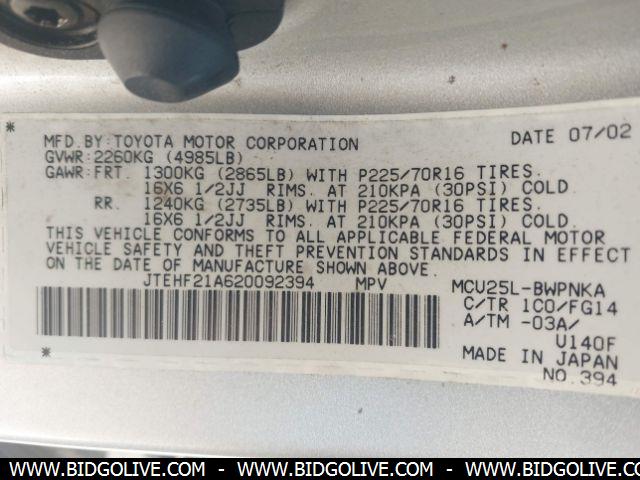 * MFD.BY:TOYOTA MOTOR CORPORATION DATE 07/02
GVWR:2260KG (4985LB)
GAWR:FRT. 1300KG (2865LB) WITH P225/70R16 TIRES.
16X6 1/2JJ RIMS. AT 210KPA (30PSI) COLD.
RR. 1240KG (2735LB) WITH P225/70R16 TIRES.
16X6 1/2JJ RIMS. AT 210KPA (30PSI) COLD.
THIS VEHICLE CONFORMS TO ALL APPLICABLE FEDERAL MOTOR
VEHICLE SAFETY AND THEFT PREVENTION STANDARDS IN EFFECT
ON THE DATE OF MANUFACTURE SHOWN ABOVE.
JTEHF21A620092394 MPV MCU25L-BWPNKA
C/TR 1C0/FG14
A/TM -03A/
U140F
* MADE IN JAPAN
NO.394
WWW.BIDGOLIVE.COM - WWW.BIDGOLIVE.COM - WWW.BIDGOLIVE.COM